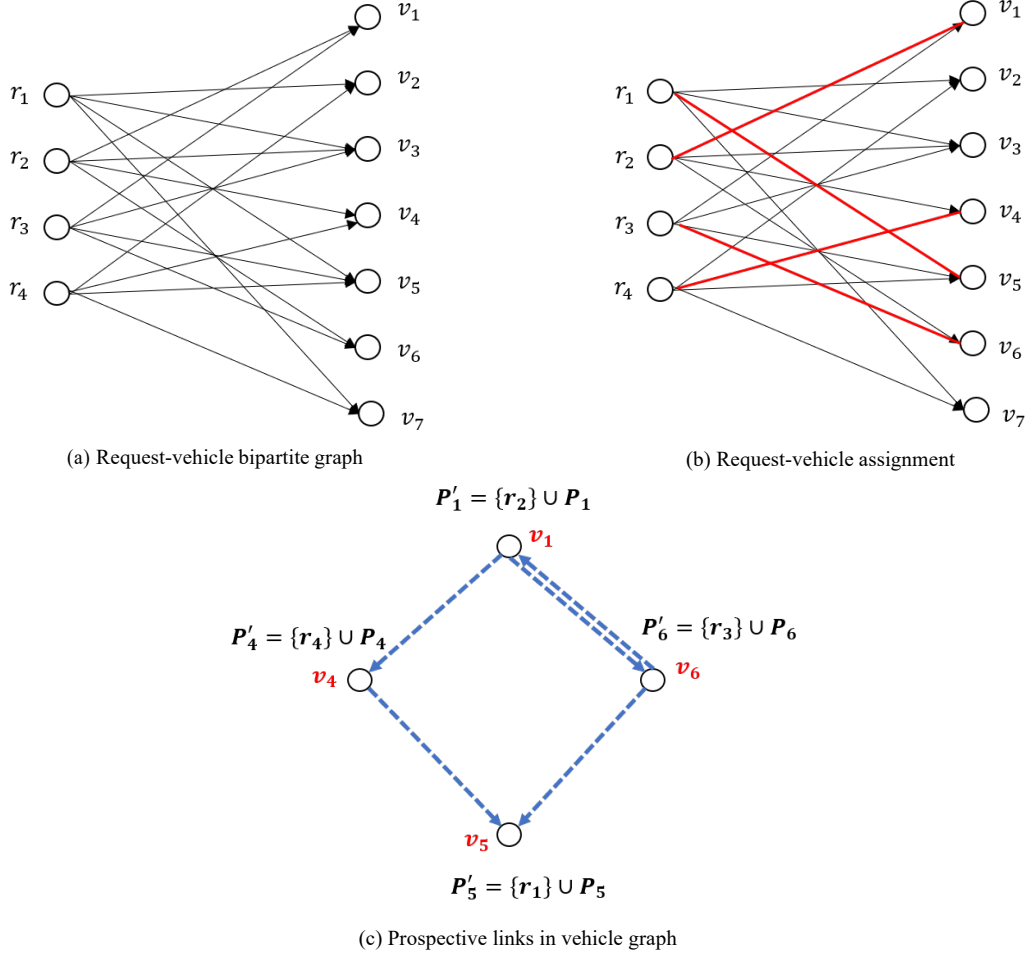 v₁
v₂
r₁
v₃
r₂
v₄
r₃
v₅
r₄
v₆
v₇
(a) Request-vehicle bipartite graph
v₁
v₂
r₁
v₃
r₂
v₄
r₃
v₅
r₄
v₆
v₇
(b) Request-vehicle assignment
P′₁ = {r₂} ∪ P₁
v₁
P′₄ = {r₄} ∪ P₄
v₄
P′₆ = {r₃} ∪ P₆
v₆
v₅
P′₅ = {r₁} ∪ P₅
(c) Prospective links in vehicle graph